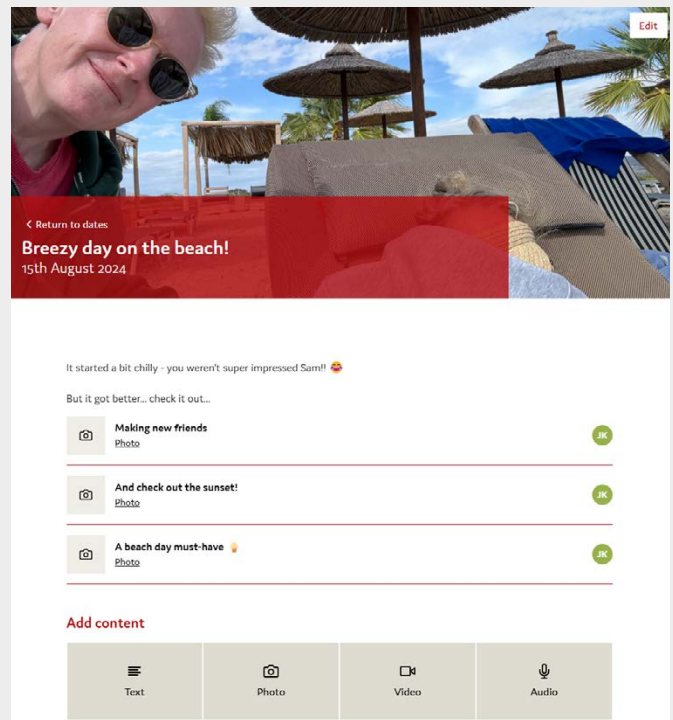 Edit
Return to dates
Breezy day on the beach!
15th August 2024
It started a bit chilly - you weren't super impressed Sam!! 😂
But it got better... check it out...
Making new friends
Photo
JK
And check out the sunset!
Photo
JK
A beach day must-have 🍦
Photo
JK
Add content
Text
Photo
Video
Audio